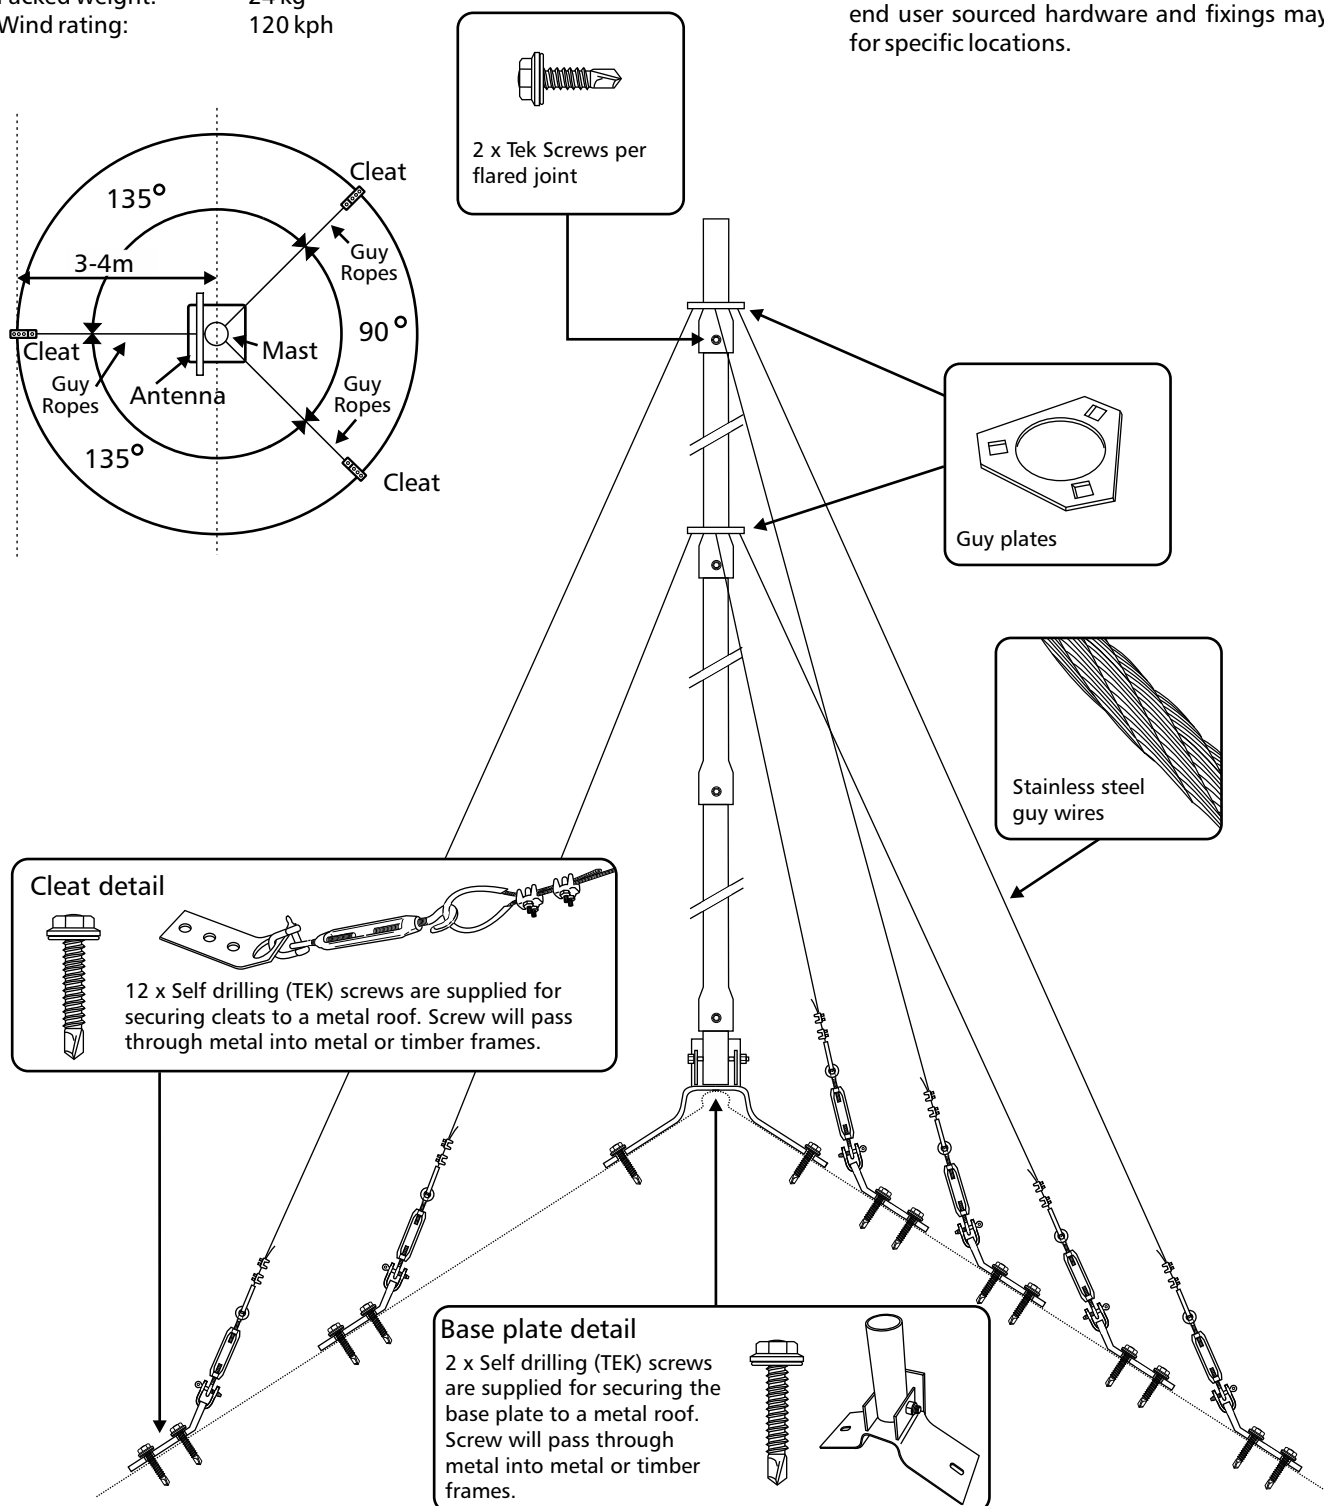 Packed weight: 24 kg
Wind rating: 120 kph
end user sourced hardware and fixings may
for specific locations.
2 x Tek Screws per
flared joint
Cleat
135°
Guy
Ropes
3-4m
90°
Cleat
Mast
Guy
Ropes
Antenna
Guy
Ropes
135°
Cleat
Guy plates
Stainless steel
guy wires
Cleat detail
12 x Self drilling (TEK) screws are supplied for
securing cleats to a metal roof. Screw will pass
through metal into metal or timber frames.
Base plate detail
2 x Self drilling (TEK) screws
are supplied for securing the
base plate to a metal roof.
Screw will pass through
metal into metal or timber
frames.